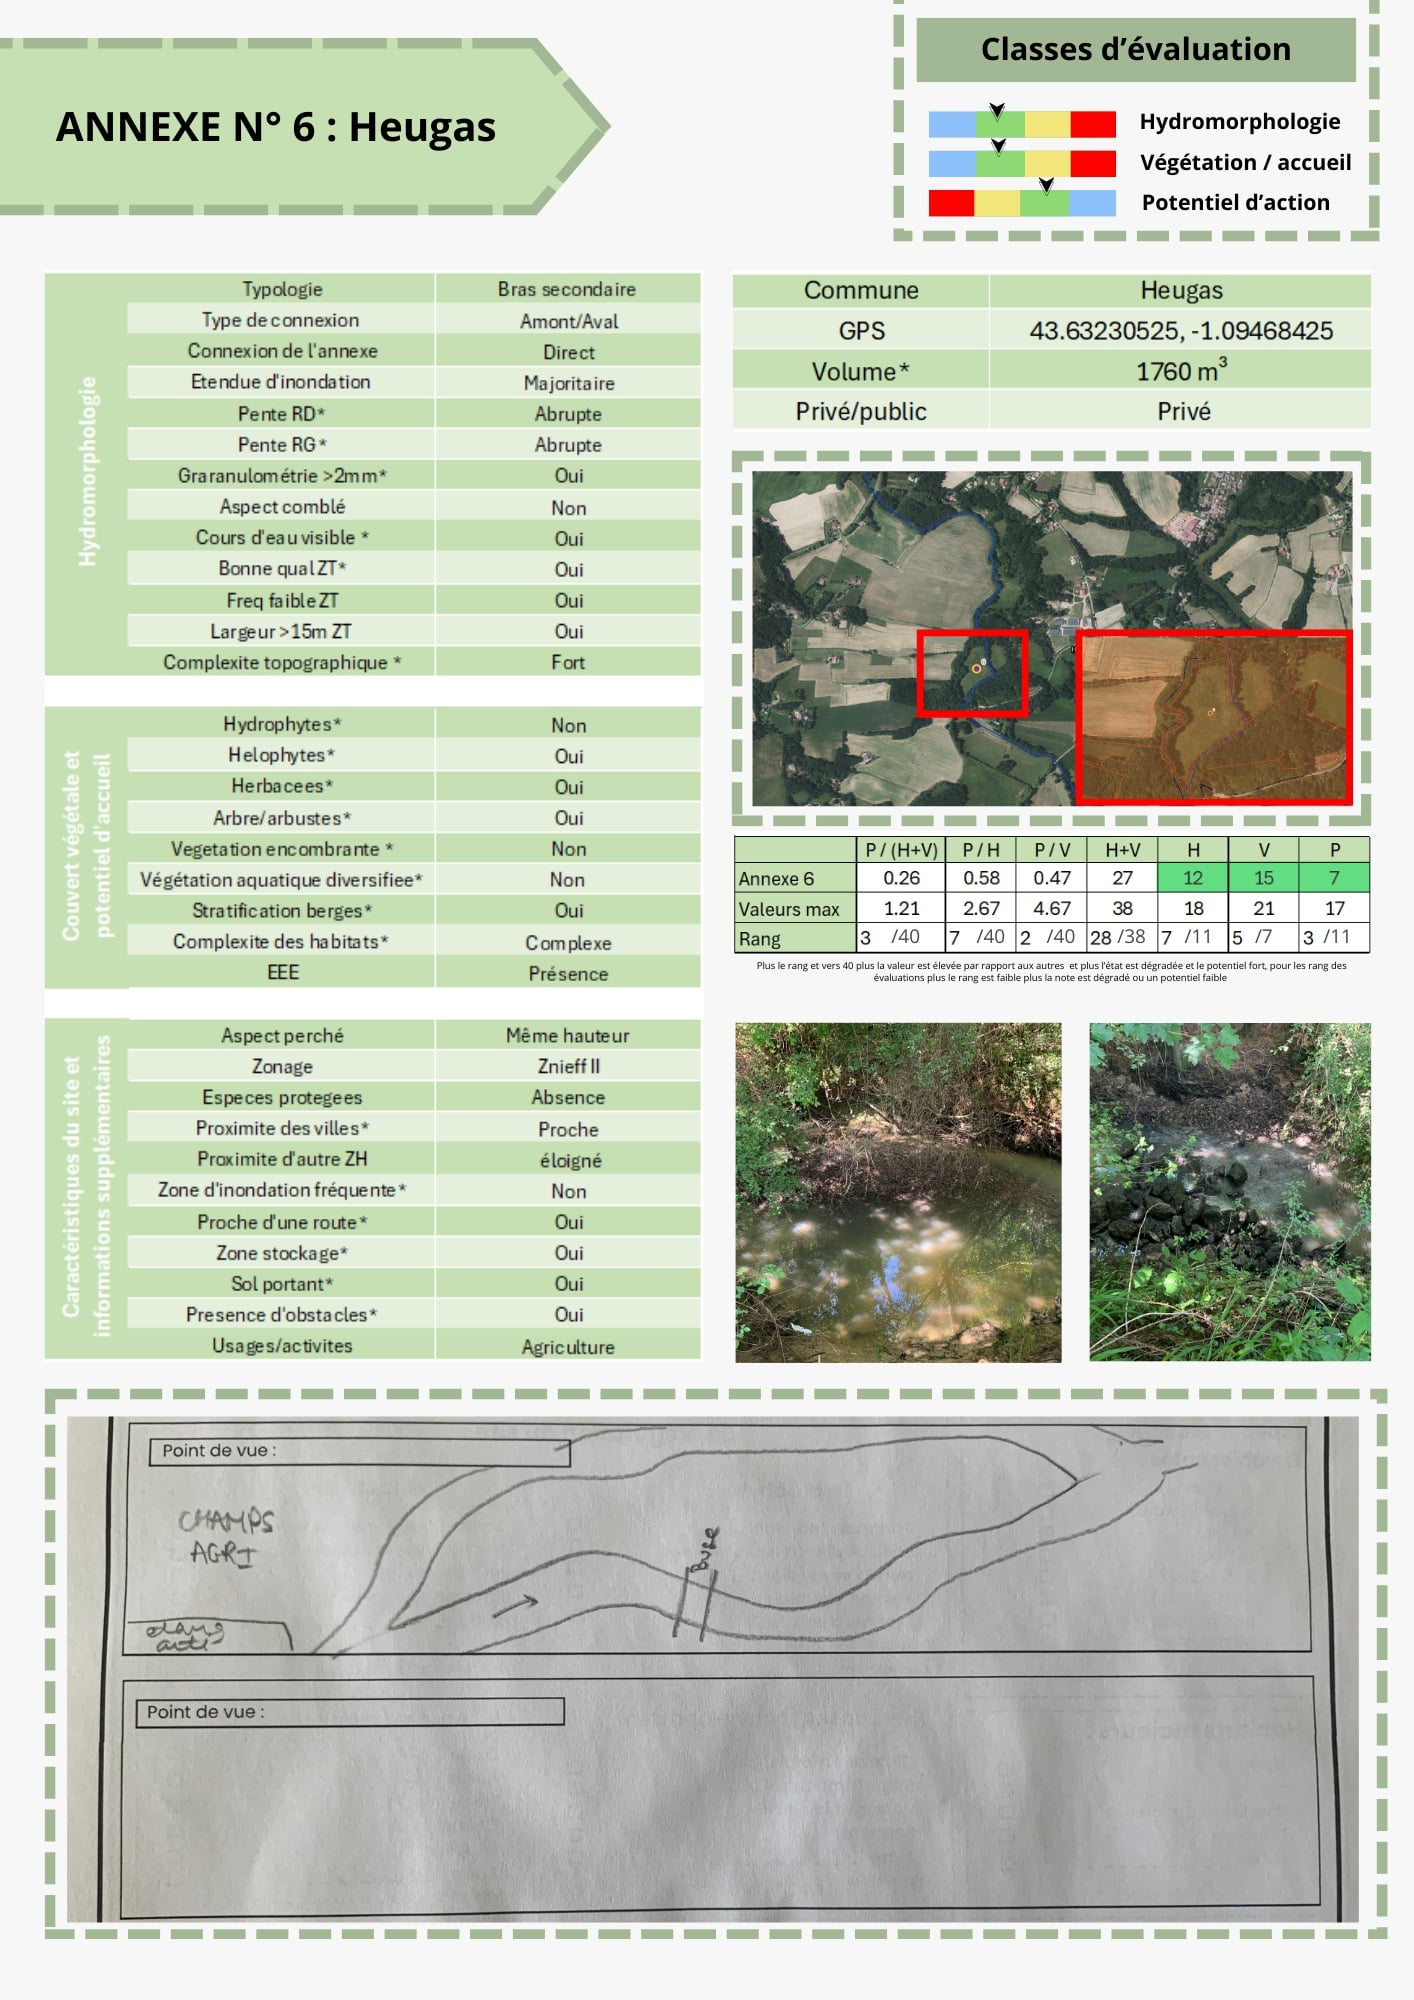 ANNEXE N° 6 : Heugas
Classes d’évaluation
Hydromorphologie
Végétation / accueil
Potentiel d’action
Hydromorphologie
Typologie Bras secondaire
Type de connexion Amont/Aval
Connexion de l'annexe Direct
Etendue d'inondation Majoritaire
Pente RD* Abrupte
Pente RG* Abrupte
Graranulométrie >2mm* Oui
Aspect comblé Non
Cours d'eau visible * Oui
Bonne qual ZT* Oui
Freq faible ZT Oui
Largeur >15m ZT Oui
Complexite topographique * Fort
Couvert végétale et
potentiel d'accueil
Hydrophytes* Non
Helophytes* Oui
Herbacees* Oui
Arbre/arbustes* Oui
Vegetation encombrante * Non
Végétation aquatique diversifiee* Non
Stratification berges* Oui
Complexite des habitats* Complexe
EEE Présence
Caractéristiques du site et
informations supplémentaires
Aspect perché Même hauteur
Zonage Znieff II
Especes protegees Absence
Proximite des villes* Proche
Proximite d'autre ZH éloigné
Zone d'inondation fréquente* Non
Proche d'une route* Oui
Zone stockage* Oui
Sol portant* Oui
Presence d'obstacles* Oui
Usages/activites Agriculture
Commune Heugas
GPS 43.63230525, -1.09468425
Volume* 1760 m³
Privé/public Privé
P / (H+V) P / H P / V H+V H V P
Annexe 6 0.26 0.58 0.47 27 12 15 7
Valeurs max 1.21 2.67 4.67 38 18 21 17
Rang 3 /40 7 /40 2 /40 28 /38 7 /11 5 /7 3 /11
Plus le rang et vers 40 plus la valeur est élevée par rapport aux autres et plus l'état est dégradée et le potentiel fort, pour les rang des
évaluations plus le rang est faible plus la note est dégradé ou un potentiel faible
Point de vue :
CHAMPS
AGRI
Buse
Point de vue :